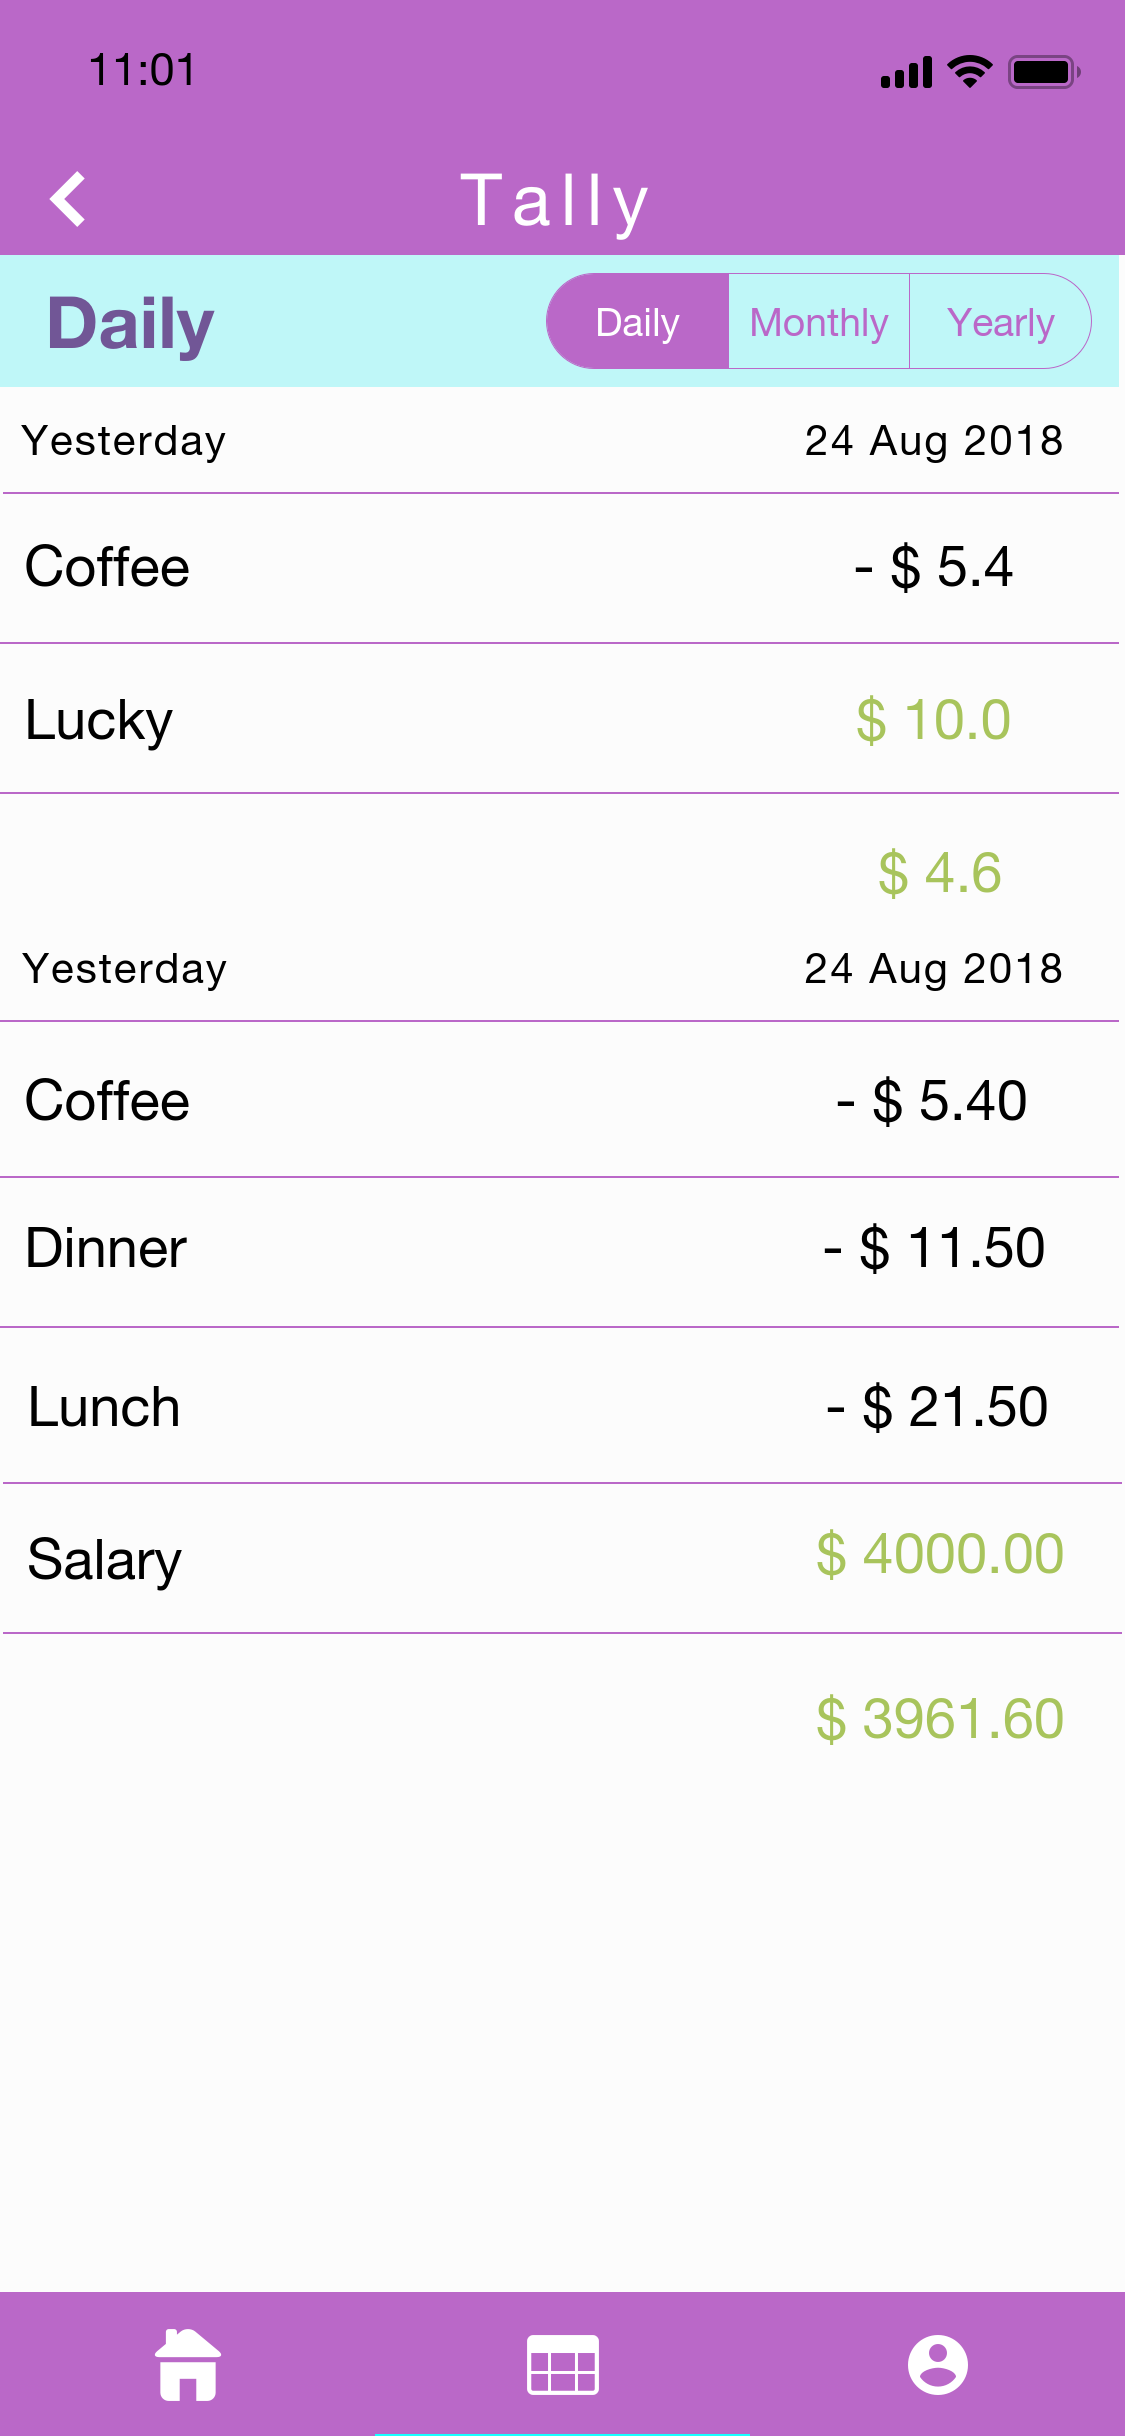 11:01
Tally
Daily
Daily Monthly Yearly
Yesterday 24 Aug 2018
Coffee - $ 5.4
Lucky $ 10.0
$ 4.6
Yesterday 24 Aug 2018
Coffee - $ 5.40
Dinner - $ 11.50
Lunch - $ 21.50
Salary $ 4000.00
$ 3961.60